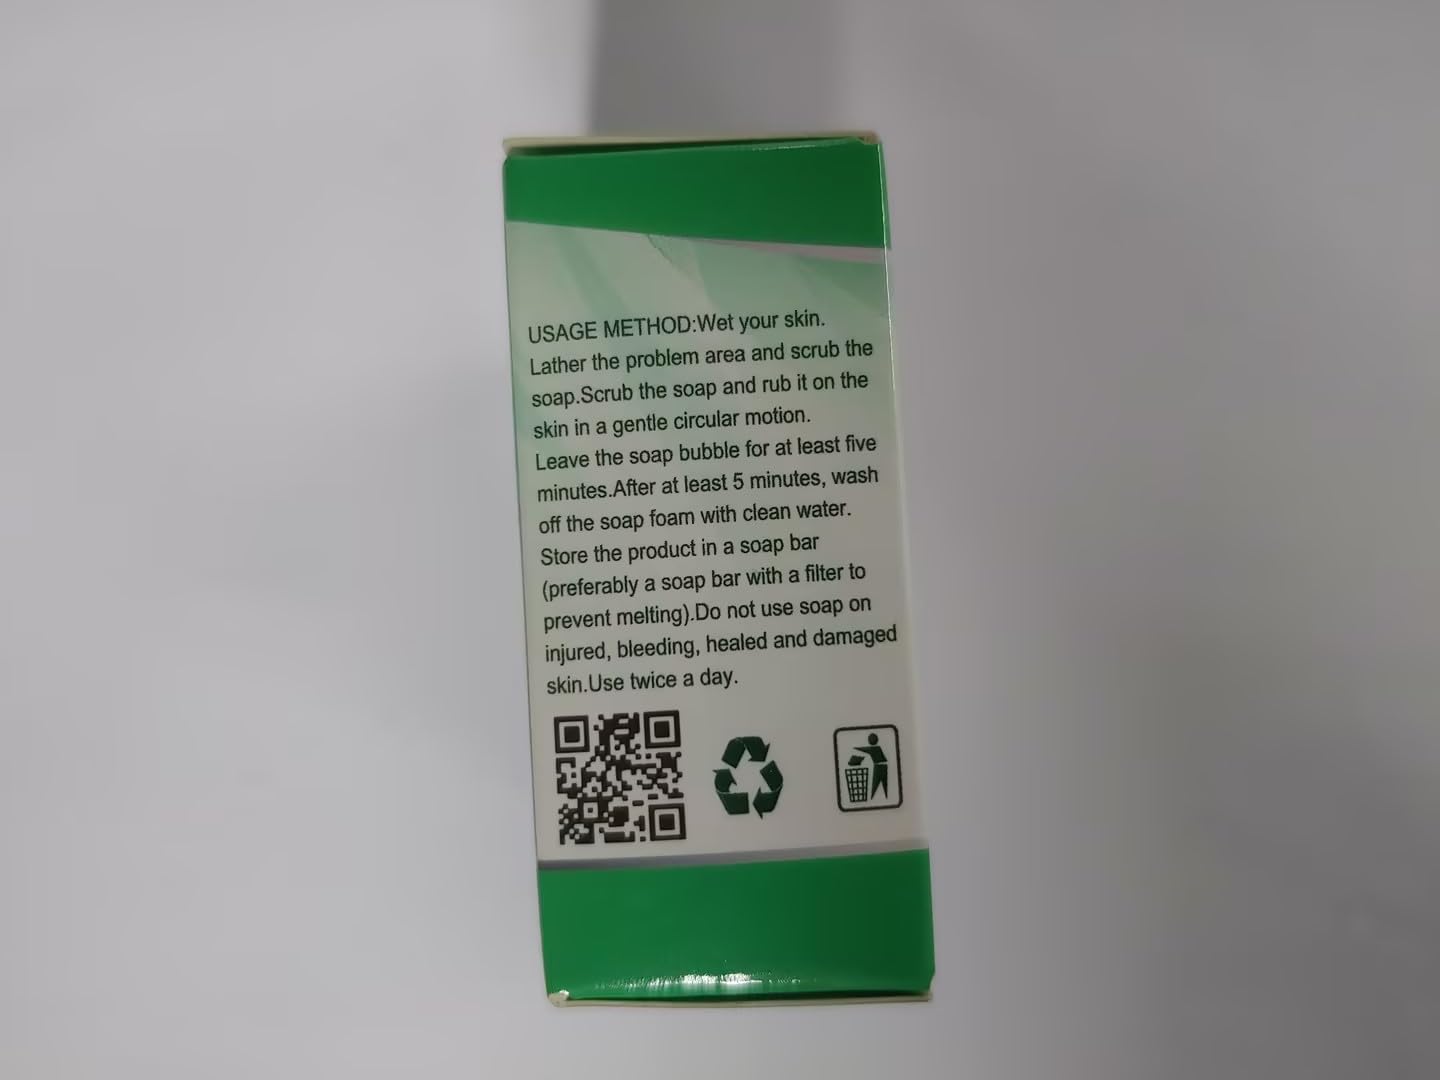 USAGE METHOD:Wet your skin.
Lather the problem area and scrub the
soap.Scrub the soap and rub it on the
skin in a gentle circular motion.
Leave the soap bubble for at least five
minutes.After at least 5 minutes, wash
off the soap foam with clean water.
Store the product in a soap bar
(preferably a soap bar with a filter to
prevent melting).Do not use soap on
injured, bleeding, healed and damaged
skin.Use twice a day.